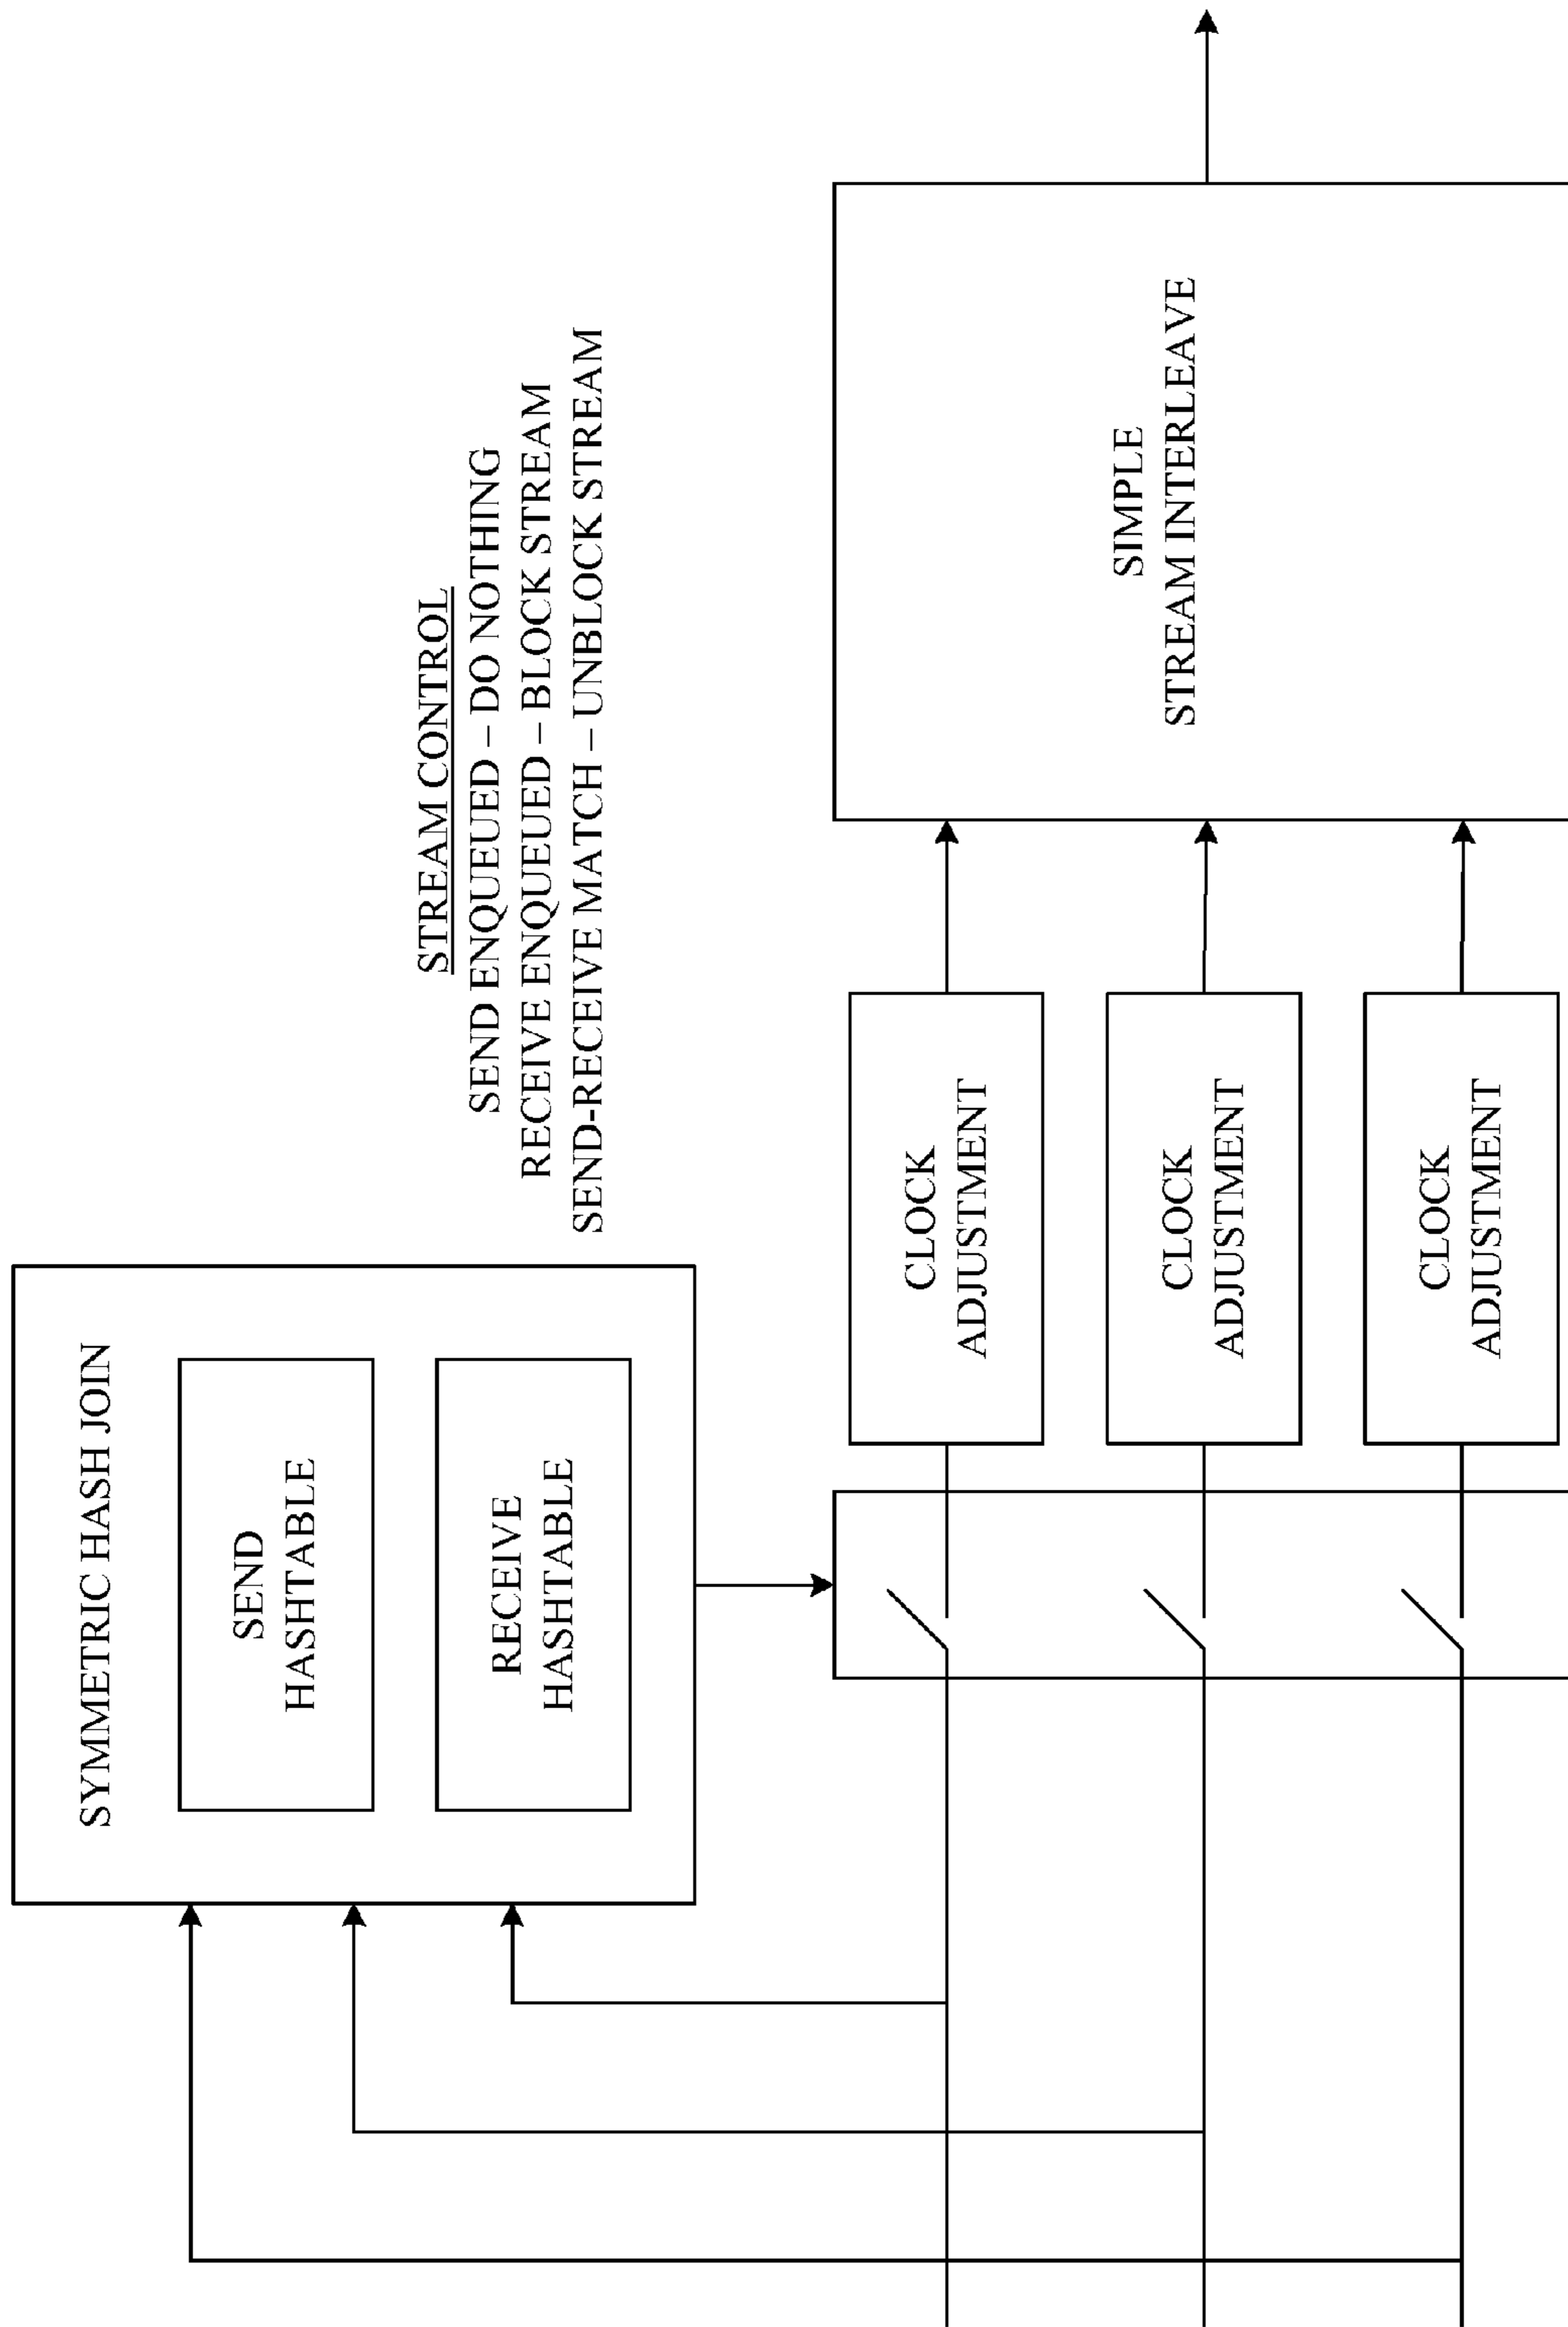 SYMMETRIC HASH JOIN
SEND
HASHTABLE
RECEIVE
HASHTABLE
STREAM CONTROL
SEND ENQUEUED – DO NOTHING
RECEIVE ENQUEUED – BLOCK STREAM
SEND-RECEIVE MATCH – UNBLOCK STREAM
CLOCK
ADJUSTMENT
CLOCK
ADJUSTMENT
CLOCK
ADJUSTMENT
SIMPLE
STREAM INTERLEAVE